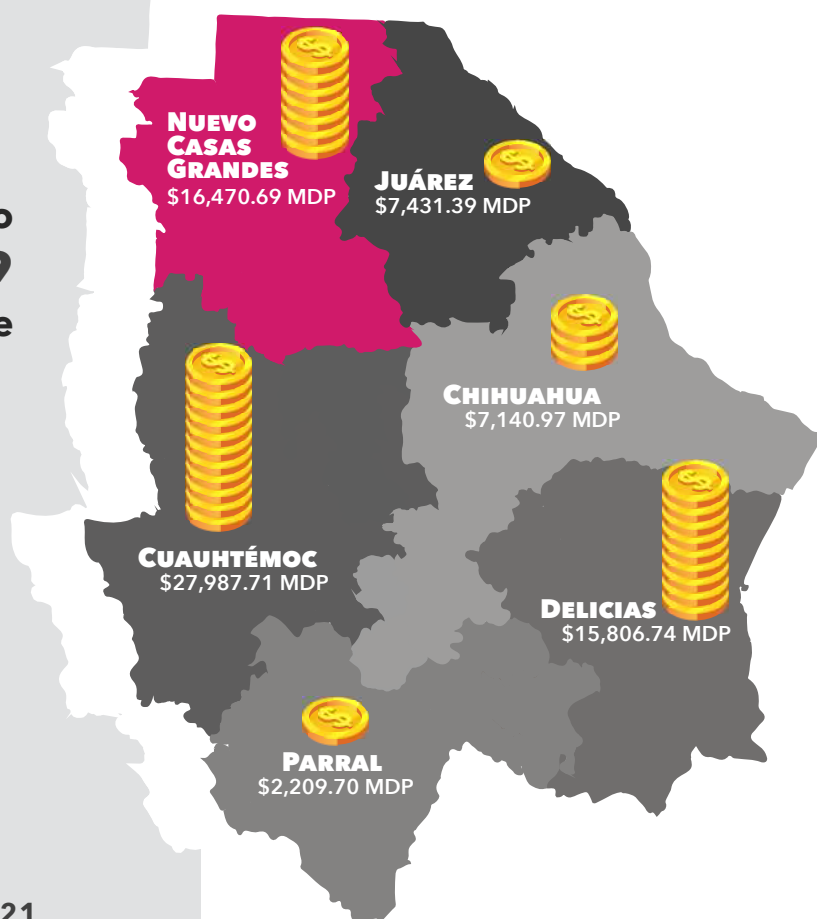 NUEVO
CASAS
GRANDES
$16,470.69 MDP
JUÁREZ
$7,431.39 MDP
CHIHUAHUA
$7,140.97 MDP
CUAUHTÉMOC
$27,987.71 MDP
DELICIAS
$15,806.74 MDP
PARRAL
$2,209.70 MDP